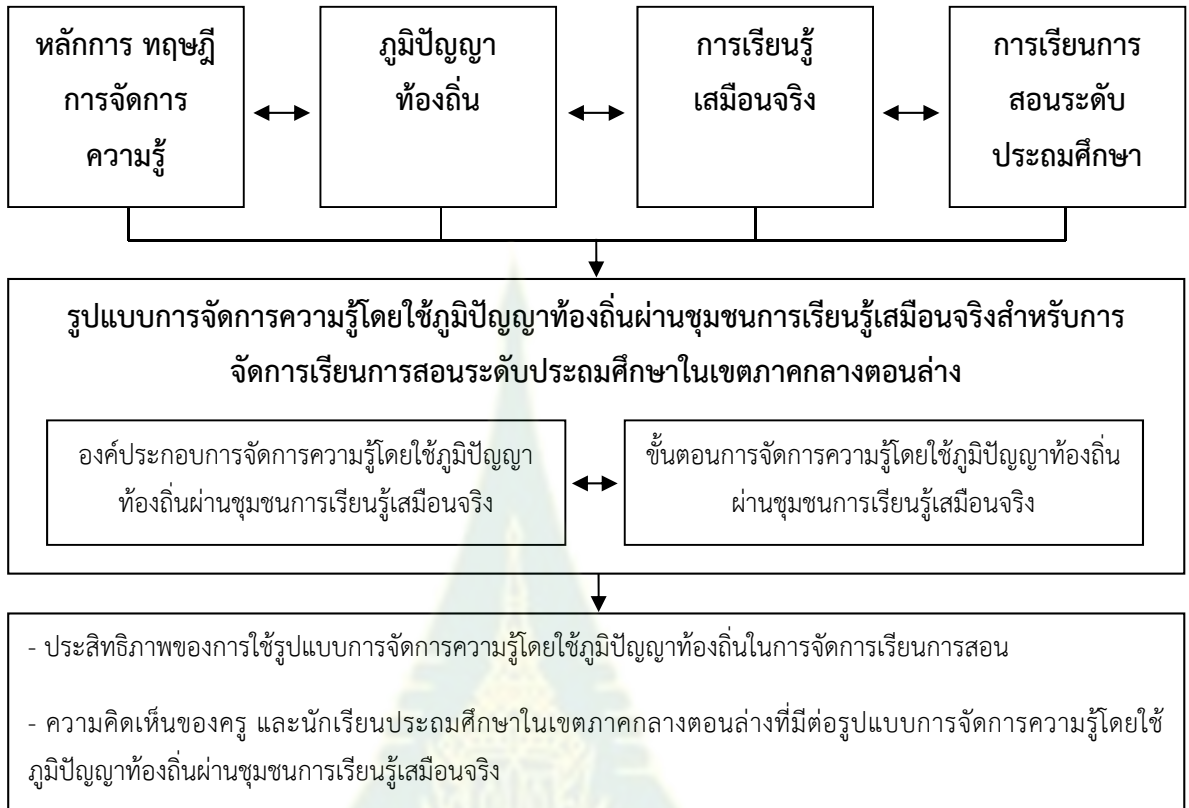 หลักการ ทฤษฎี
การจัดการ
ความรู้
ภูมิปัญญา
ท้องถิ่น
การเรียนรู้
เสมือนจริง
การเรียนการ
สอนระดับ
ประถมศึกษา
รูปแบบการจัดการความรู้โดยใช้ภูมิปัญญาท้องถิ่นผ่านชุมชนการเรียนรู้เสมือนจริงสำหรับการ
จัดการเรียนการสอนระดับประถมศึกษาในเขตภาคกลางตอนล่าง
องค์ประกอบการจัดการความรู้โดยใช้ภูมิปัญญา
ท้องถิ่นผ่านชุมชนการเรียนรู้เสมือนจริง
ขั้นตอนการจัดการความรู้โดยใช้ภูมิปัญญาท้องถิ่น
ผ่านชุมชนการเรียนรู้เสมือนจริง
- ประสิทธิภาพของการใช้รูปแบบการจัดการความรู้โดยใช้ภูมิปัญญาท้องถิ่นในการจัดการเรียนการสอน
- ความคิดเห็นของครู และนักเรียนประถมศึกษาในเขตภาคกลางตอนล่างที่มีต่อรูปแบบการจัดการความรู้โดยใช้
ภูมิปัญญาท้องถิ่นผ่านชุมชนการเรียนรู้เสมือนจริง